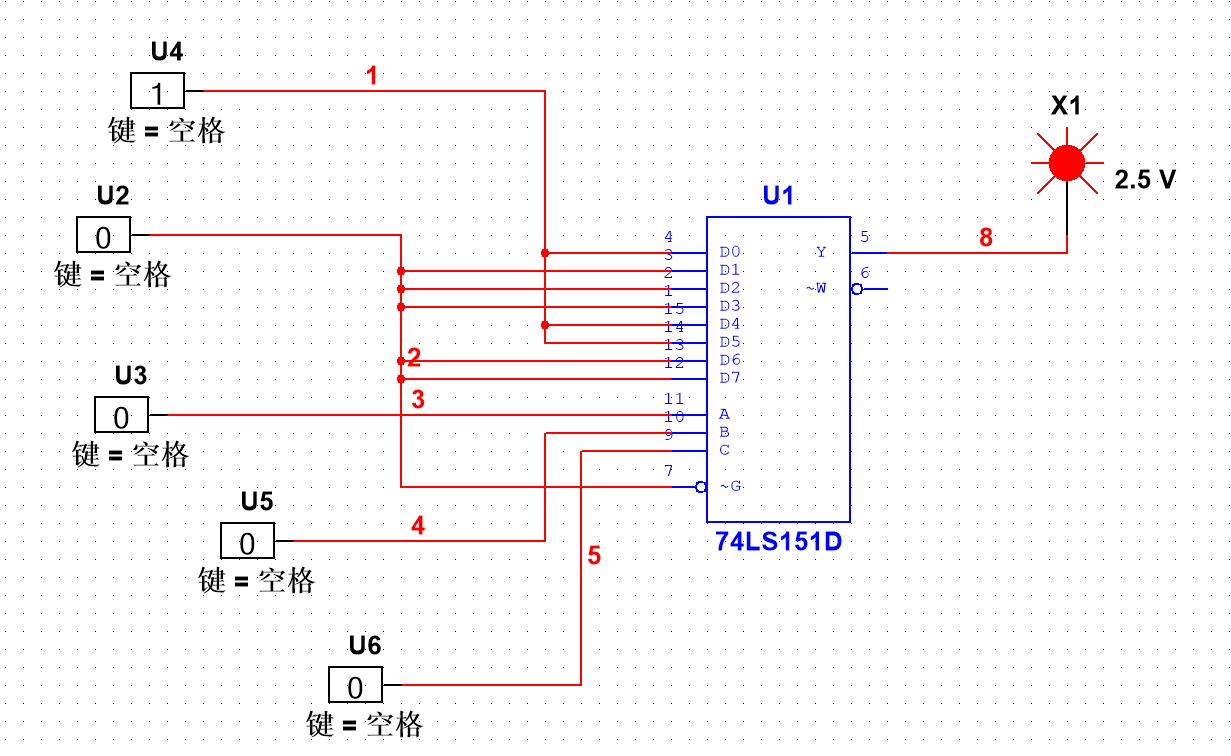 U4
1
1
键 = 空格
X1
2.5 V
U2
0
键 = 空格
U1
4
D0
Y
5
8
3
D1
2
D2
~W
6
1
D3
15
D4
14
D5
13
D6
2
12
D7
U3
0
3
键 = 空格
11
A
10
B
9
C
7
~G
74LS151D
U5
0
4
键 = 空格
5
U6
0
键 = 空格